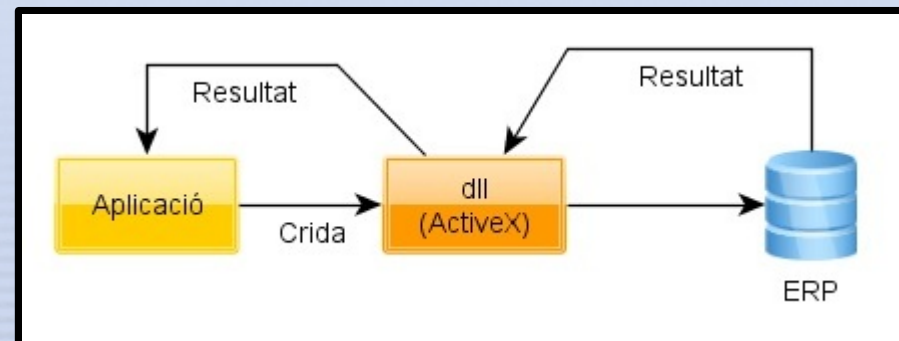 Resultat
Resultat
Aplicació
Crida
dll
(ActiveX)
ERP